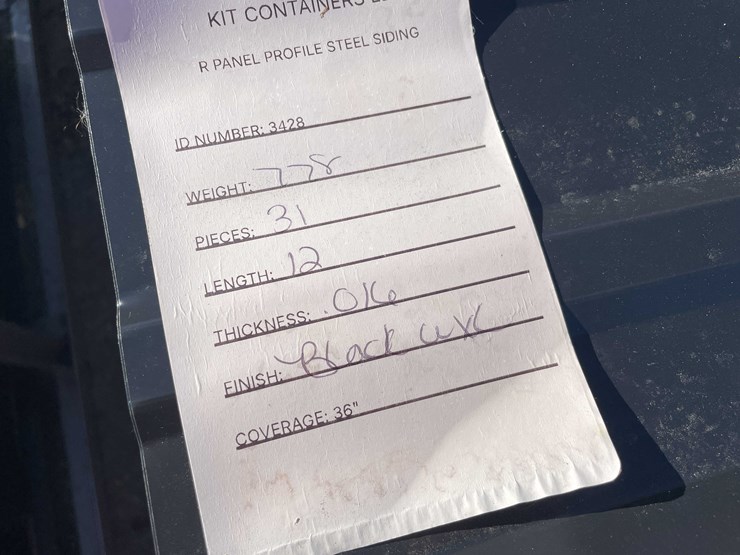 KIT CONTAINERS
R PANEL PROFILE STEEL SIDING
ID NUMBER: 3428
WEIGHT: 778
PIECES: 31
LENGTH: 12
THICKNESS: .016
FINISH: Black
COVERAGE: 36"